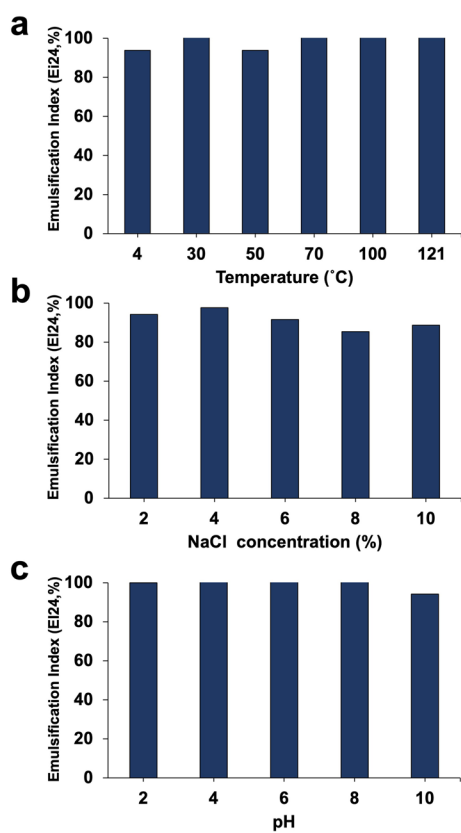 a
Emulsification Index (Ei24,%)
100
80
60
40
20
0
4 30 50 70 100 121
Temperature (˚C)
b
Emulsification Index (EI24,%)
100
80
60
40
20
0
2 4 6 8 10
NaCl concentration (%)
c
Emulsification Index (EI24,%)
100
80
60
40
20
0
2 4 6 8 10
pH